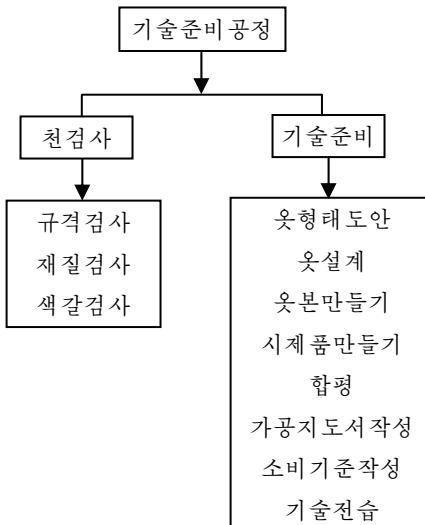 기술준비공정
천검사
기술준비
규격검사
재질검사
색갈검사
옷형태도안
옷설계
옷본만들기
시제품만들기
합평
가공지도서작성
소비기준작성
기술전습